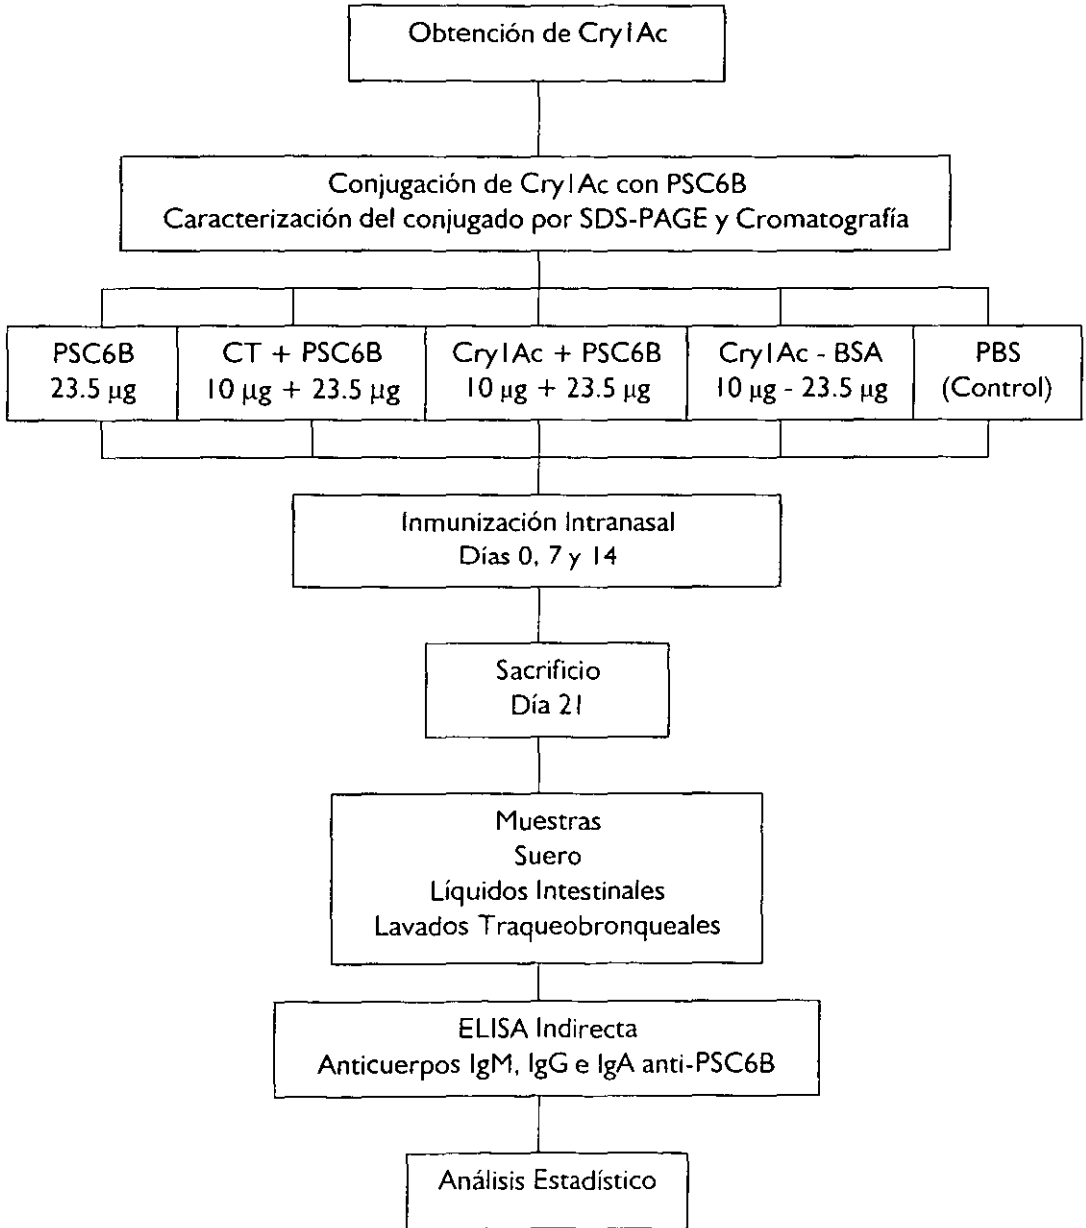 Obtención de Cry1Ac
Conjugación de Cry1Ac con PSC6B
Caracterización del conjugado por SDS-PAGE y Cromatografía
PSC6B
23.5 µg
CT + PSC6B
10 µg + 23.5 µg
Cry1Ac + PSC6B
10 µg + 23.5 µg
Cry1Ac - BSA
10 µg - 23.5 µg
PBS
(Control)
Inmunización Intranasal
Días 0, 7 y 14
Sacrificio
Día 21
Muestras
Suero
Líquidos Intestinales
Lavados Traqueobronqueales
ELISA Indirecta
Anticuerpos IgM, IgG e IgA anti-PSC6B
Análisis Estadístico